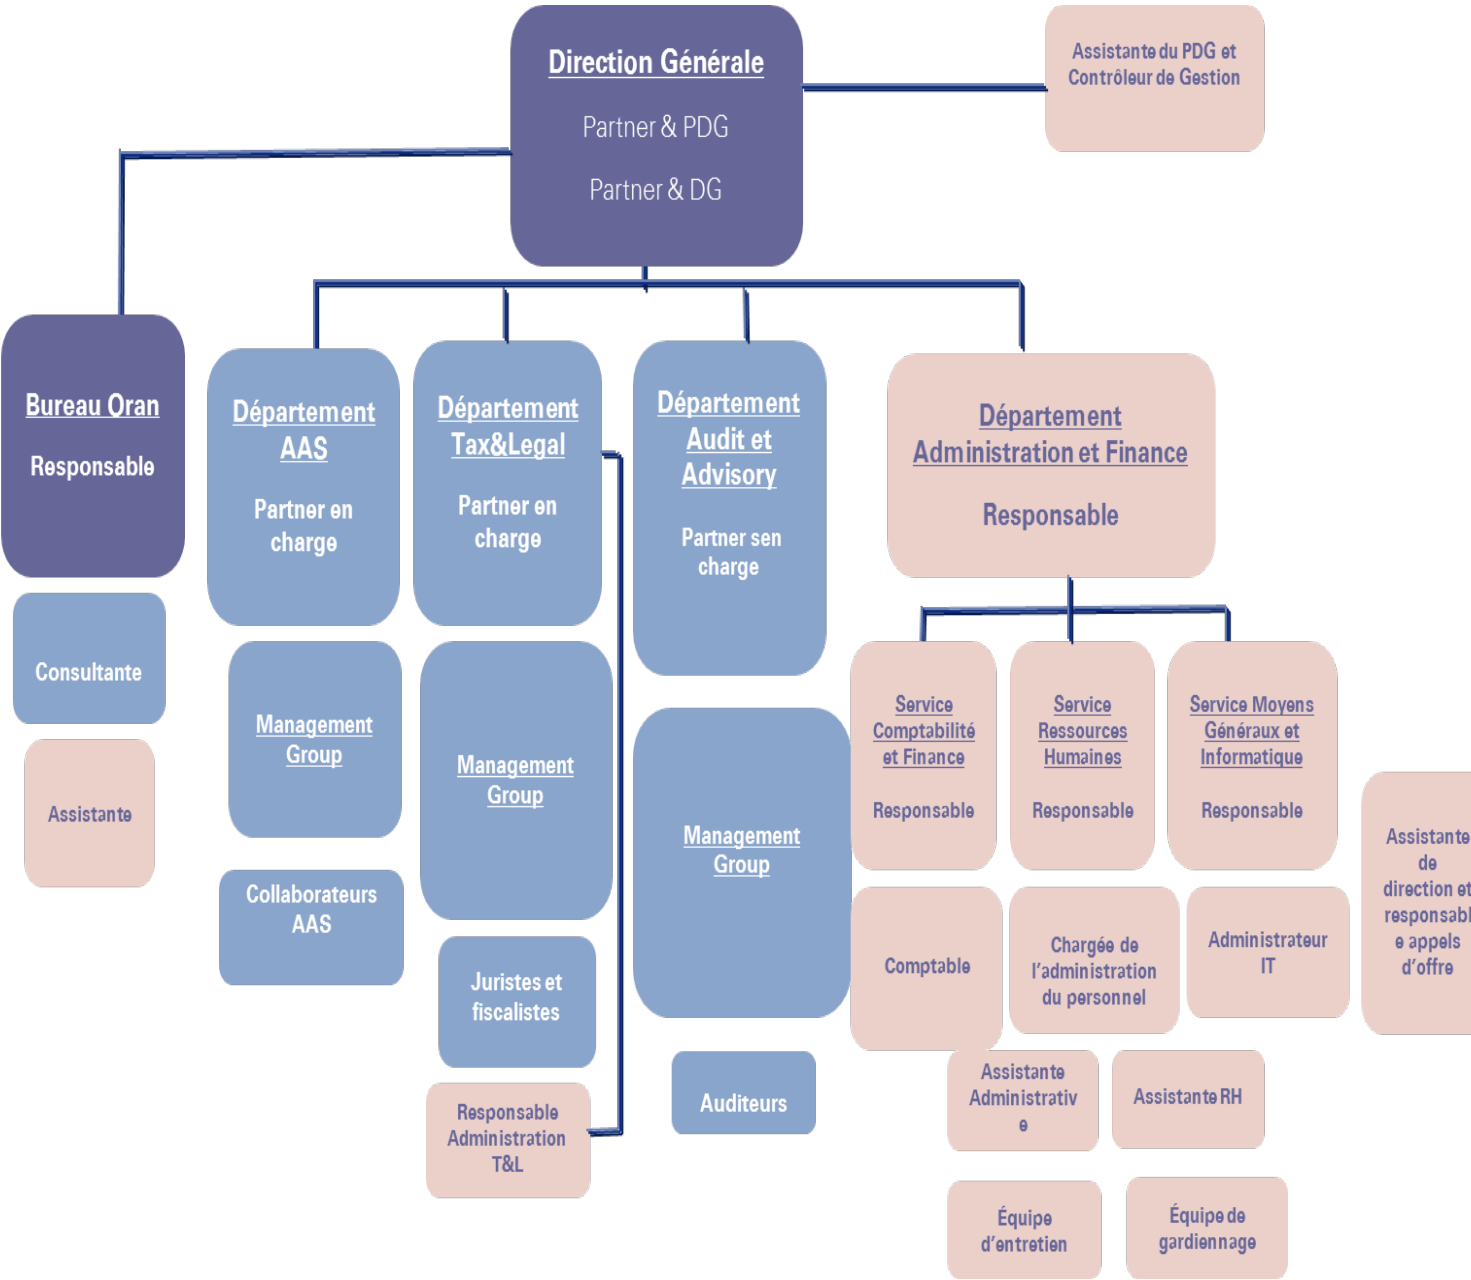 Direction Générale
Partner & PDG
Partner & DG
Assistante du PDG et
Contrôleur de Gestion
Bureau Oran
Responsable
Consultante
Assistante
Département
AAS
Partner en
charge
Management
Group
Collaborateurs
AAS
Département
Tax&Legal
Partner en
charge
Management
Group
Juristes et
fiscalistes
Responsable
Administration
T&L
Département
Audit et
Advisory
Partner sen
charge
Management
Group
Auditeurs
Département
Administration et Finance
Responsable
Service
Comptabilité
et Finance
Responsable
Comptable
Service
Ressources
Humaines
Responsable
Chargée de
l’administration
du personnel
Service Moyens
Généraux et
Informatique
Responsable
Administrateur
IT
Assistante
de
direction et
responsabl
e appels
d’offre
Assistante
Administrativ
e
Assistante RH
Équipe
d’entretien
Équipe de
gardiennage